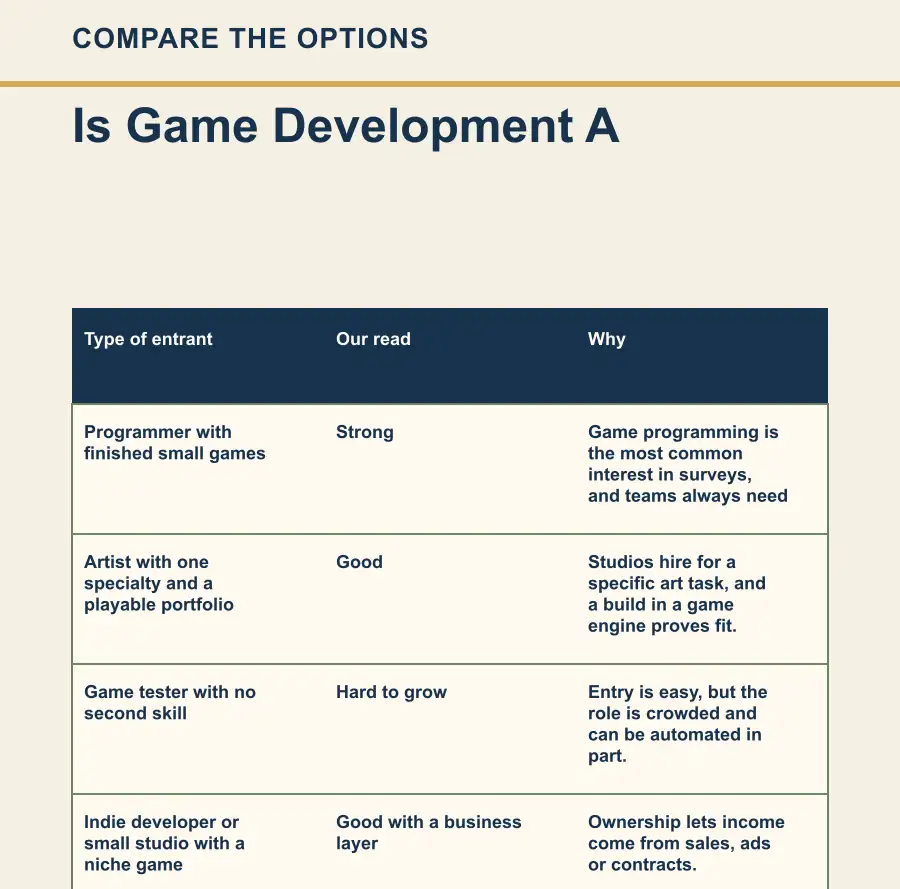 COMPARE THE OPTIONS
Is Game Development A
Type of entrant
Our read
Why
Programmer with
finished small games
Strong
Game programming is
the most common
interest in surveys,
and teams always need
Artist with one
specialty and a
playable portfolio
Good
Studios hire for a
specific art task, and
a build in a game
engine proves fit.
Game tester with no
second skill
Hard to grow
Entry is easy, but the
role is crowded and
can be automated in
part.
Indie developer or
small studio with a
niche game
Good with a business
layer
Ownership lets income
come from sales, ads
or contracts.